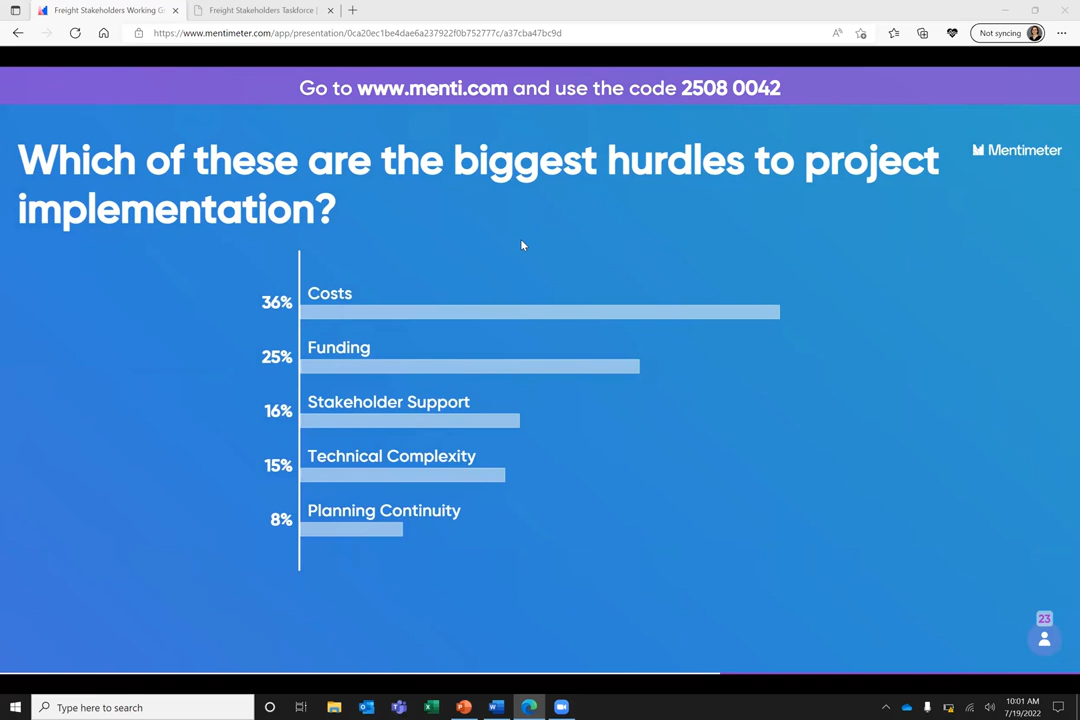 Freight Stakeholders Working G
Freight Stakeholders Taskforce |
https://www.mentimeter.com/app/presentation/0ca20ec1be4dae6a237922f0b752777c/a37cba47bc9d
Not syncing
Go to www.menti.com and use the code 2508 0042
Which of these are the biggest hurdles to project
implementation?
Mentimeter
36% Costs
25% Funding
16% Stakeholder Support
15% Technical Complexity
8% Planning Continuity
23
Type here to search
10:01 AM
7/19/2022